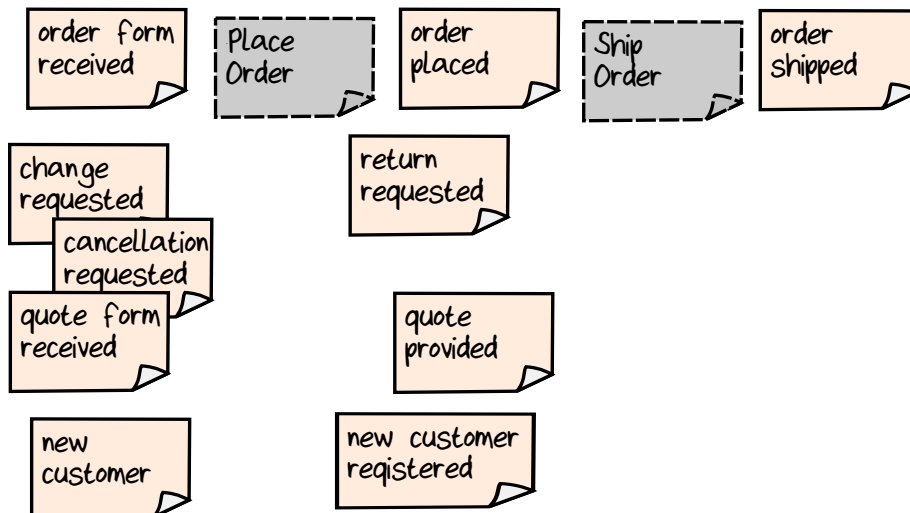 order form
received
Place
Order
order
placed
Ship
Order
order
shipped
change
requested
return
requested
cancellation
requested
quote form
received
quote
provided
new
customer
new customer
registered